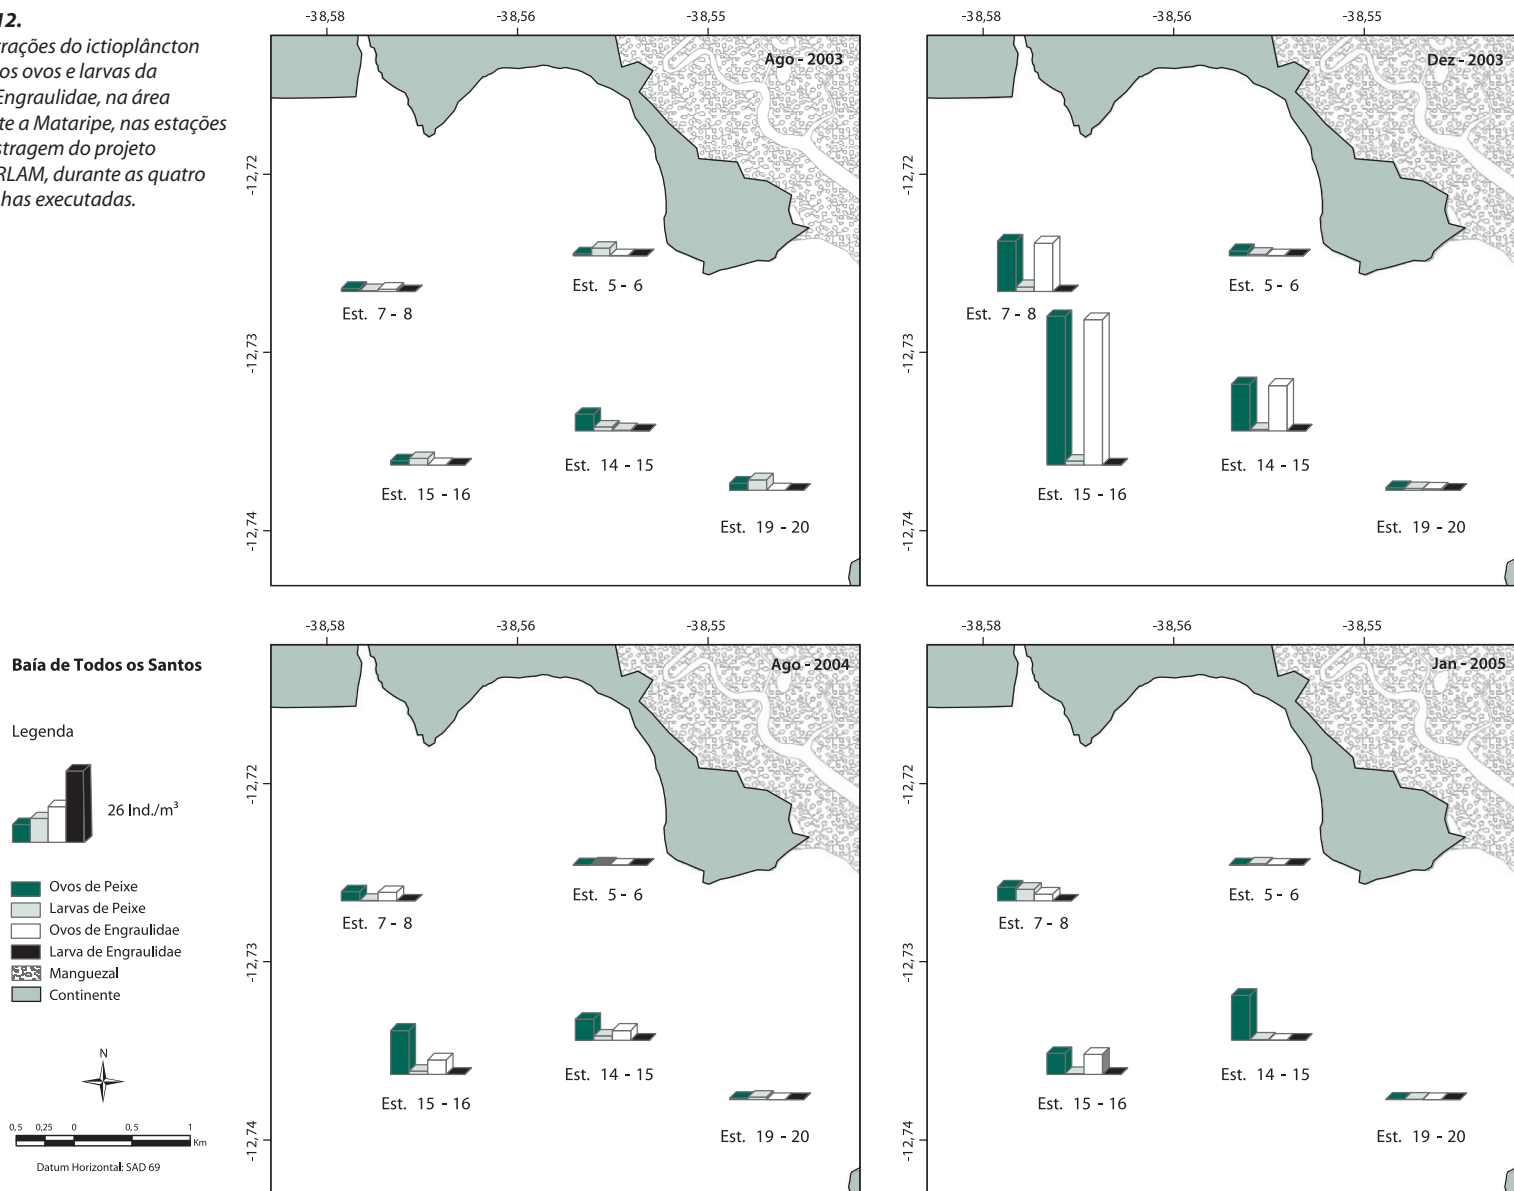 12.
rações do ictioplâncton
os ovos e larvas da
Engraulidae, na área
te a Mataripe, nas estações
stragem do projeto
RLAM, durante as quatro
has executadas.
-38,58 -38,56 -38,55
-12,72
-12,73
-12,74
Ago - 2003
Est. 5 - 6
Est. 7 - 8
Est. 14 - 15
Est. 15 - 16
Est. 19 - 20
-38,58 -38,56 -38,55
-12,72
-12,73
-12,74
Dez - 2003
Est. 5 - 6
Est. 7 - 8
Est. 14 - 15
Est. 15 - 16
Est. 19 - 20
Baía de Todos os Santos
Legenda
26 Ind./m³
Ovos de Peixe
Larvas de Peixe
Ovos de Engraulidae
Larva de Engraulidae
Manguezal
Continente
N
0,5 0,25 0 0,5 1
Km
Datum Horizontal: SAD 69
-38,58 -38,56 -38,55
-12,72
-12,73
-12,74
Ago - 2004
Est. 5 - 6
Est. 7 - 8
Est. 14 - 15
Est. 15 - 16
Est. 19 - 20
-38,58 -38,56 -38,55
-12,72
-12,73
-12,74
Jan - 2005
Est. 5 - 6
Est. 7 - 8
Est. 14 - 15
Est. 15 - 16
Est. 19 - 20